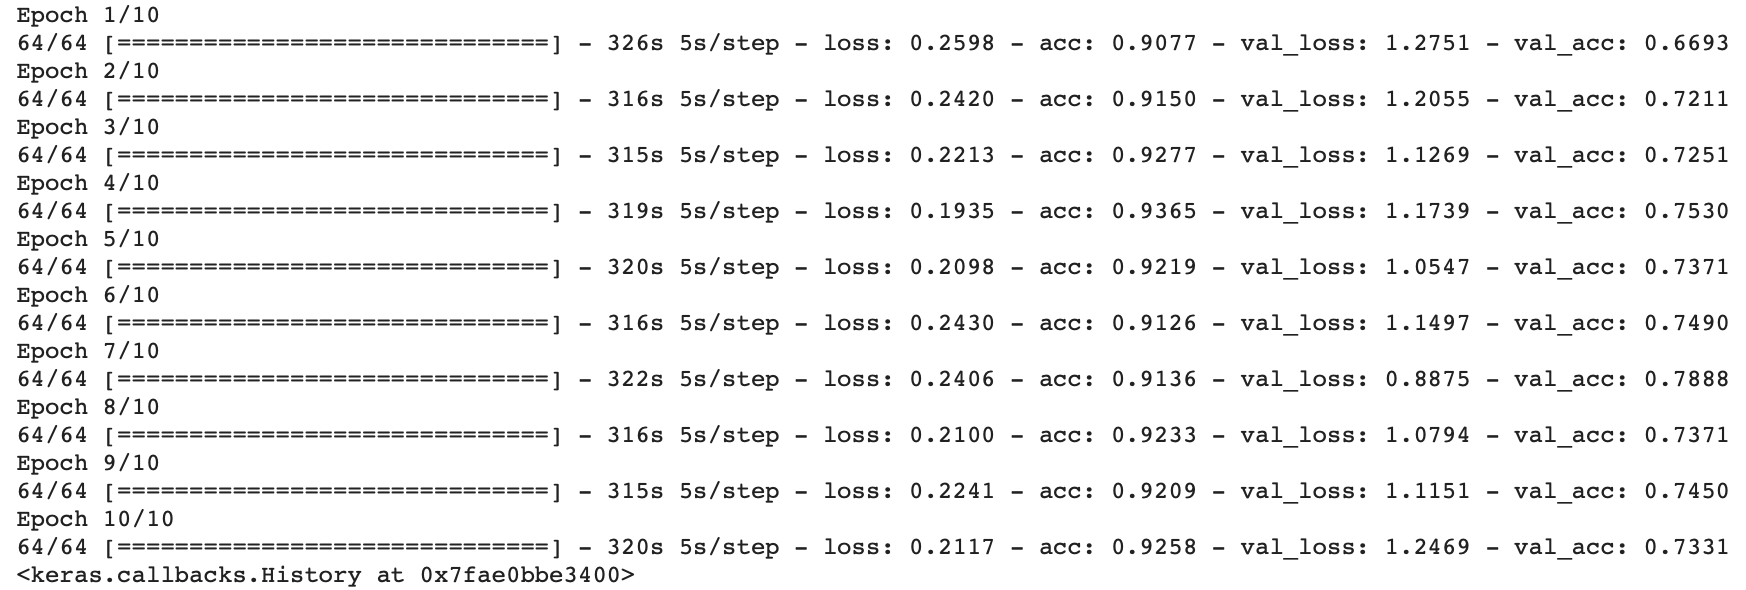 Epoch 1/10
64/64 [==============================] - 326s 5s/step - loss: 0.2598 - acc: 0.9077 - val_loss: 1.2751 - val_acc: 0.6693
Epoch 2/10
64/64 [==============================] - 316s 5s/step - loss: 0.2420 - acc: 0.9150 - val_loss: 1.2055 - val_acc: 0.7211
Epoch 3/10
64/64 [==============================] - 315s 5s/step - loss: 0.2213 - acc: 0.9277 - val_loss: 1.1269 - val_acc: 0.7251
Epoch 4/10
64/64 [==============================] - 319s 5s/step - loss: 0.1935 - acc: 0.9365 - val_loss: 1.1739 - val_acc: 0.7530
Epoch 5/10
64/64 [==============================] - 320s 5s/step - loss: 0.2098 - acc: 0.9219 - val_loss: 1.0547 - val_acc: 0.7371
Epoch 6/10
64/64 [==============================] - 316s 5s/step - loss: 0.2430 - acc: 0.9126 - val_loss: 1.1497 - val_acc: 0.7490
Epoch 7/10
64/64 [==============================] - 322s 5s/step - loss: 0.2406 - acc: 0.9136 - val_loss: 0.8875 - val_acc: 0.7888
Epoch 8/10
64/64 [==============================] - 316s 5s/step - loss: 0.2100 - acc: 0.9233 - val_loss: 1.0794 - val_acc: 0.7371
Epoch 9/10
64/64 [==============================] - 315s 5s/step - loss: 0.2241 - acc: 0.9209 - val_loss: 1.1151 - val_acc: 0.7450
Epoch 10/10
64/64 [==============================] - 320s 5s/step - loss: 0.2117 - acc: 0.9258 - val_loss: 1.2469 - val_acc: 0.7331
<keras.callbacks.History at 0x7fae0bbe3400>